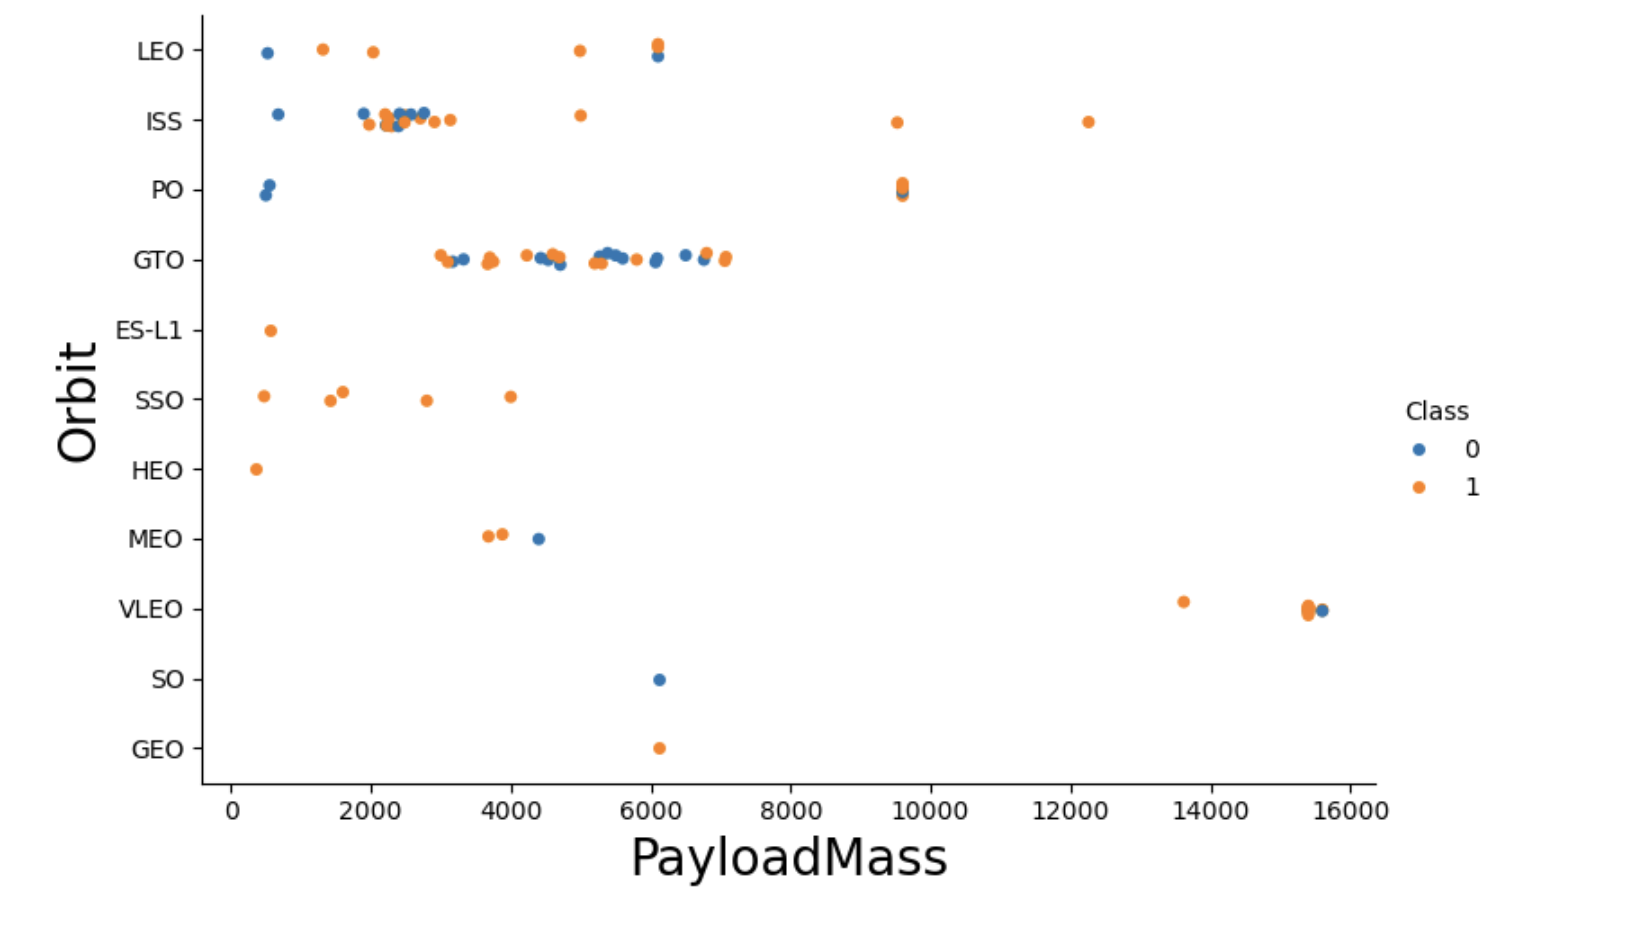 LEO
ISS
PO
GTO
ES-L1
SSO
HEO
MEO
VLEO
SO
GEO
Orbit
0 2000 4000 6000 8000 10000 12000 14000 16000
PayloadMass
Class
0
1